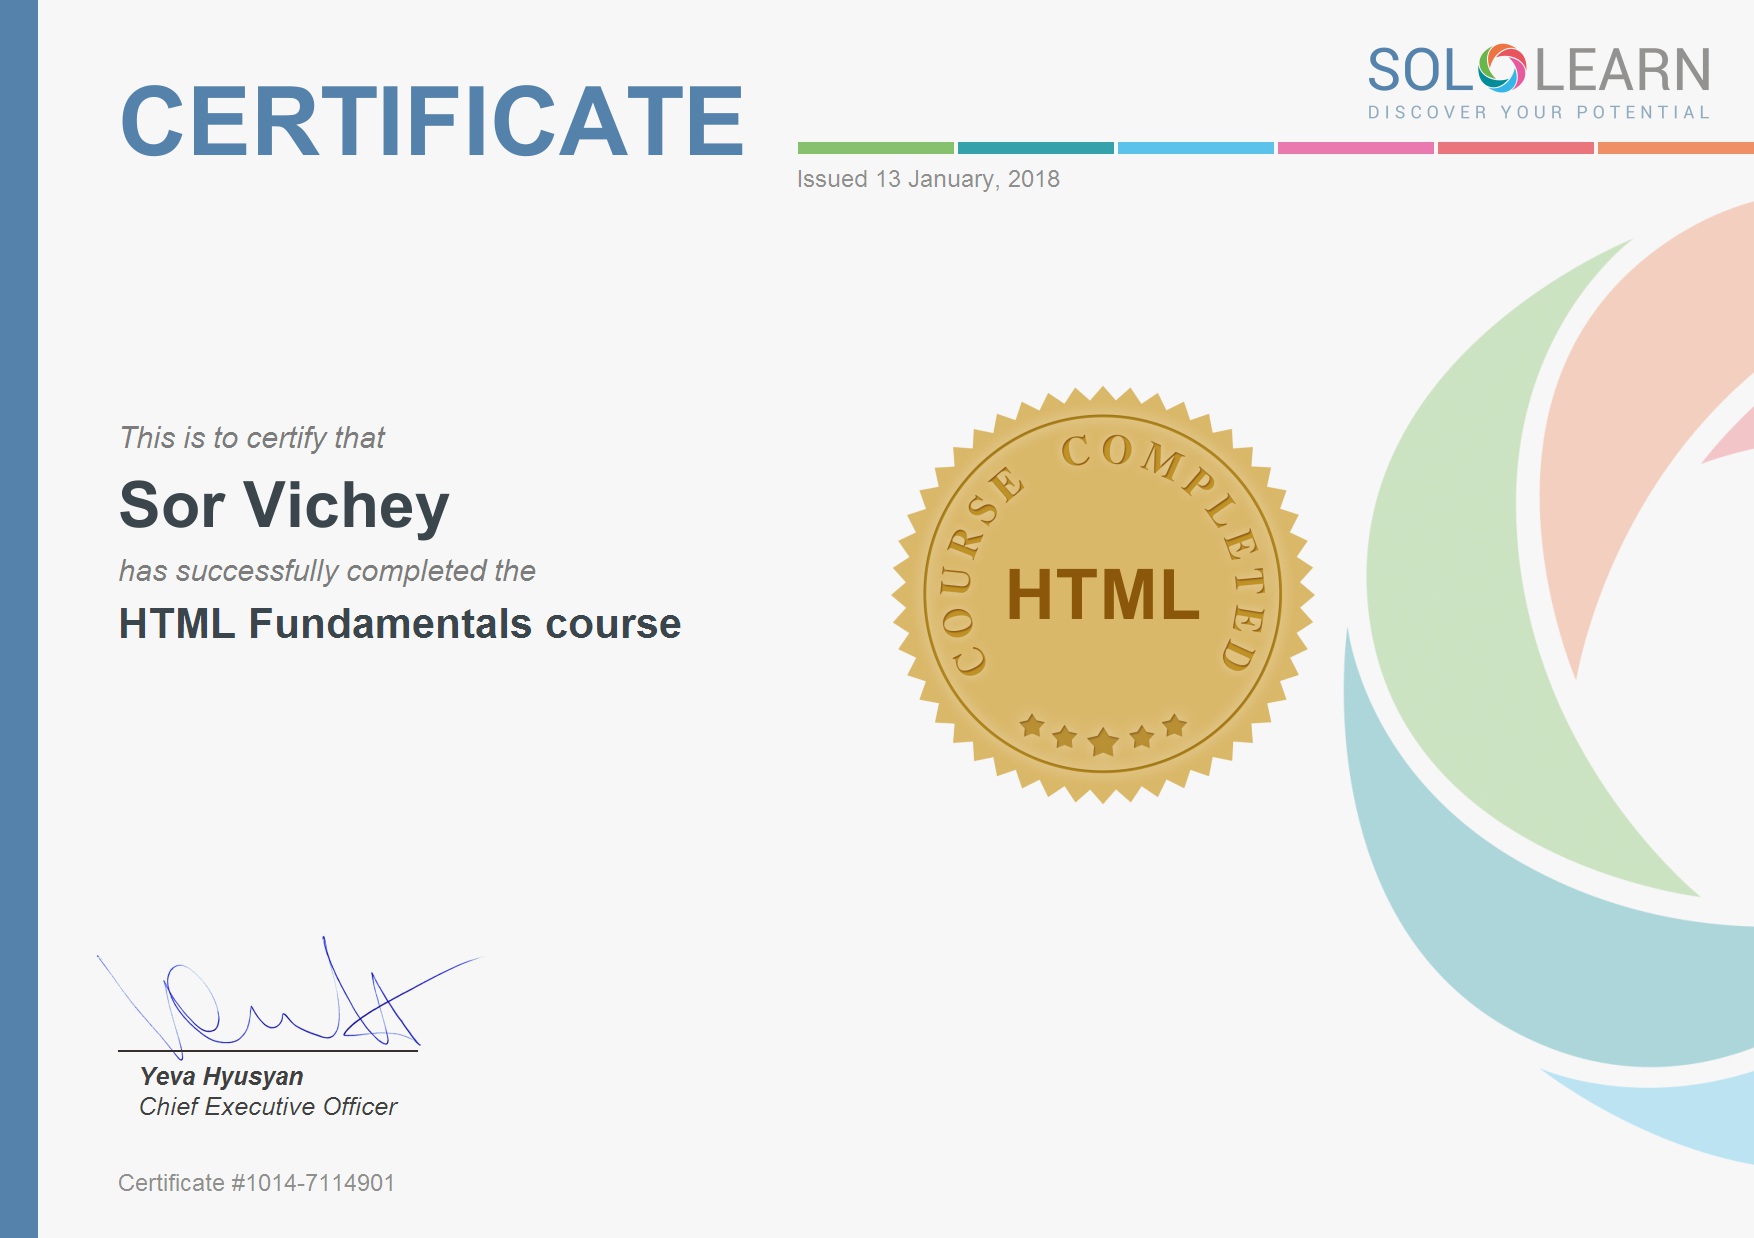 CERTIFICATE
SOLOLEARN
DISCOVER YOUR POTENTIAL
Issued 13 January, 2018
This is to certify that
Sor Vichey
has successfully completed the
HTML Fundamentals course
COURSE COMPLETED
HTML
Yeva Hyusyan
Chief Executive Officer
Certificate #1014-7114901